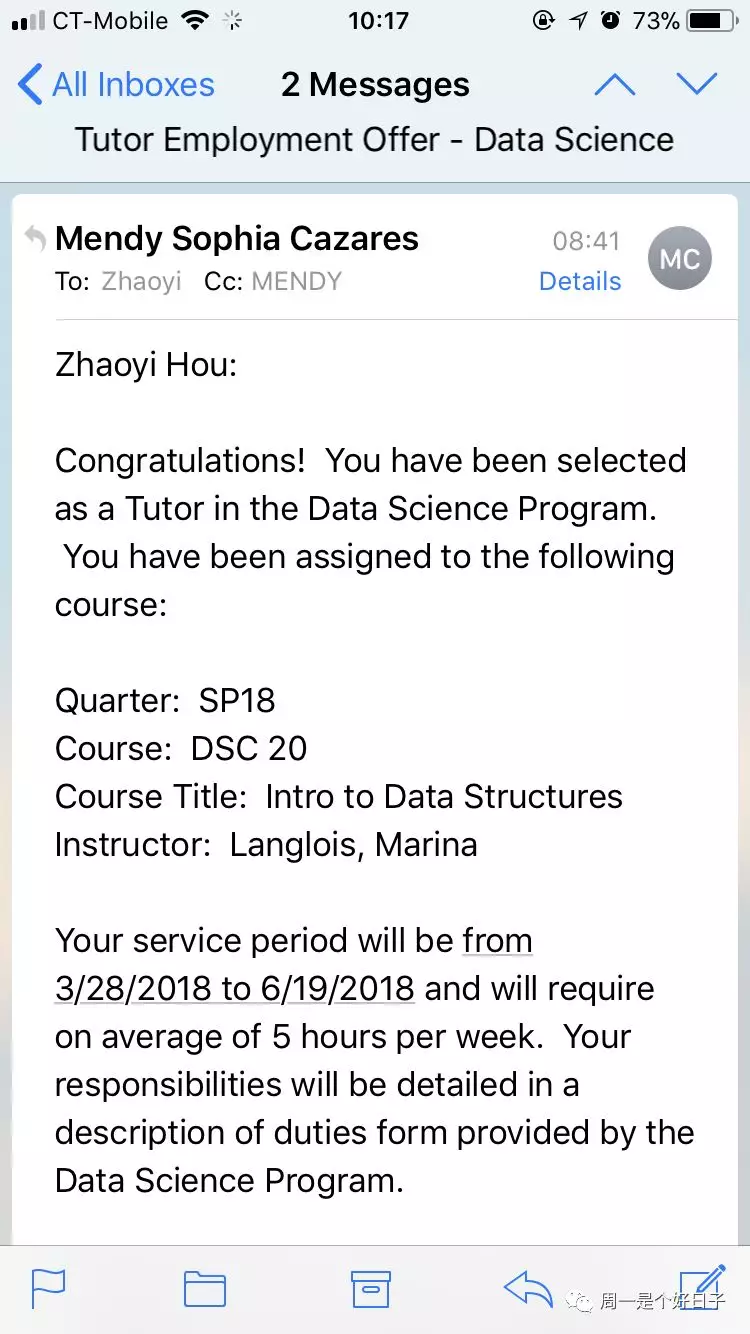 CT-Mobile 10:17 73%
All Inboxes 2 Messages
Tutor Employment Offer - Data Science
Mendy Sophia Cazares 08:41 MC
To: Zhaoyi Cc: MENDY Details
Zhaoyi Hou:
Congratulations!  You have been selected
as a Tutor in the Data Science Program.
You have been assigned to the following
course:
Quarter:  SP18
Course:  DSC 20
Course Title:  Intro to Data Structures
Instructor:  Langlois, Marina
Your service period will be from
3/28/2018 to 6/19/2018 and will require
on average of 5 hours per week.  Your
responsibilities will be detailed in a
description of duties form provided by the
Data Science Program.
周一是个好日子